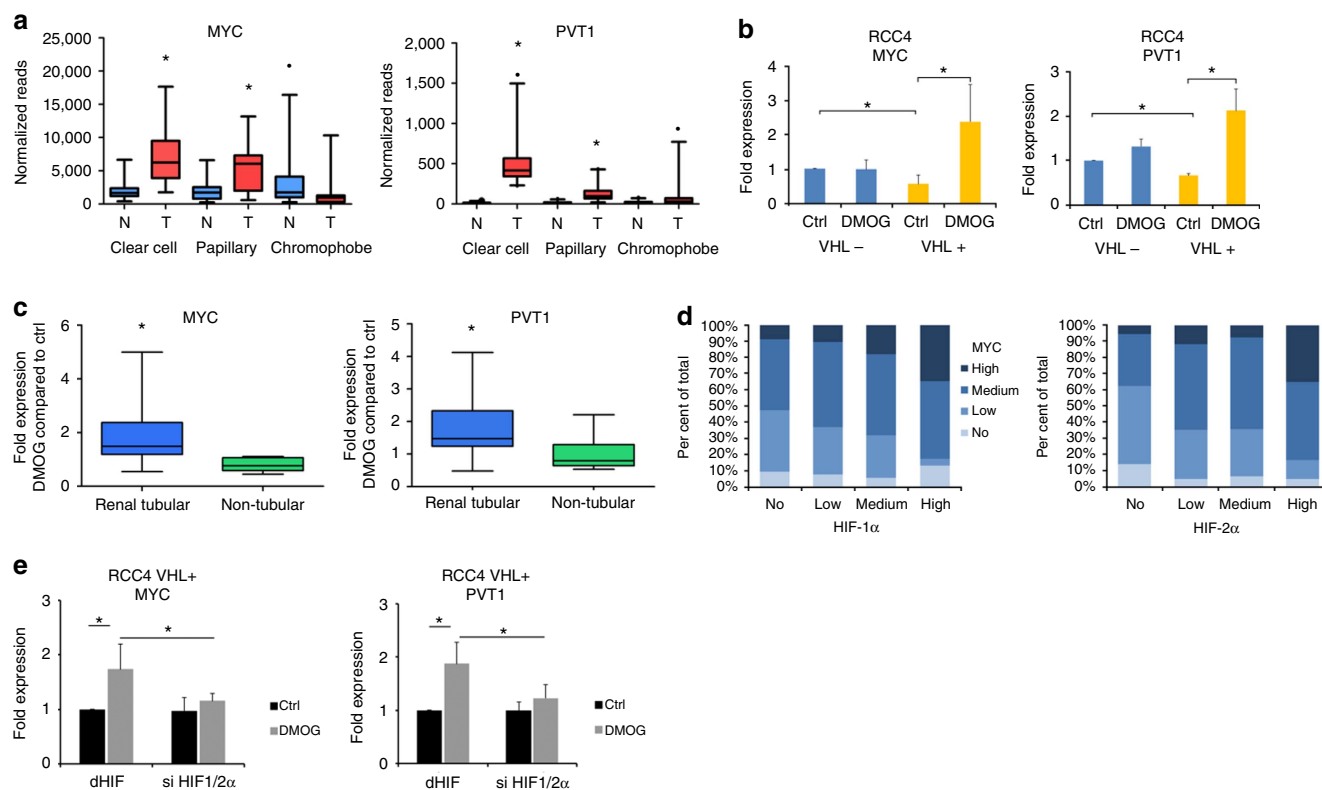 a
MYC
Normalized reads
25,000
20,000
15,000
10,000
5,000
0
*
*
N T N T N T
Clear cell Papillary Chromophobe
PVT1
Normalized reads
2,000
1,500
1,000
500
0
*
*
N T N T N T
Clear cell Papillary Chromophobe
b
RCC4
MYC
Fold expression
4
3
2
1
0
*
*
Ctrl DMOG Ctrl DMOG
VHL – VHL +
RCC4
PVT1
Fold expression
3
2
1
0
*
*
Ctrl DMOG Ctrl DMOG
VHL – VHL +
c
MYC
Fold expression
DMOG compared to ctrl
6
4
2
0
*
Renal tubular Non-tubular
PVT1
Fold expression
DMOG compared to ctrl
5
4
3
2
1
0
*
Renal tubular Non-tubular
d
Per cent of total
100%
90%
80%
70%
60%
50%
40%
30%
20%
10%
0%
No Low Medium High
HIF-1α
MYC
High
Medium
Low
No
Per cent of total
100%
90%
80%
70%
60%
50%
40%
30%
20%
10%
0%
No Low Medium High
HIF-2α
e
RCC4 VHL+
MYC
Fold expression
3
2
1
0
*
*
dHIF si HIF1/2α
Ctrl
DMOG
RCC4 VHL+
PVT1
Fold expression
3
2
1
0
*
*
dHIF si HIF1/2α
Ctrl
DMOG